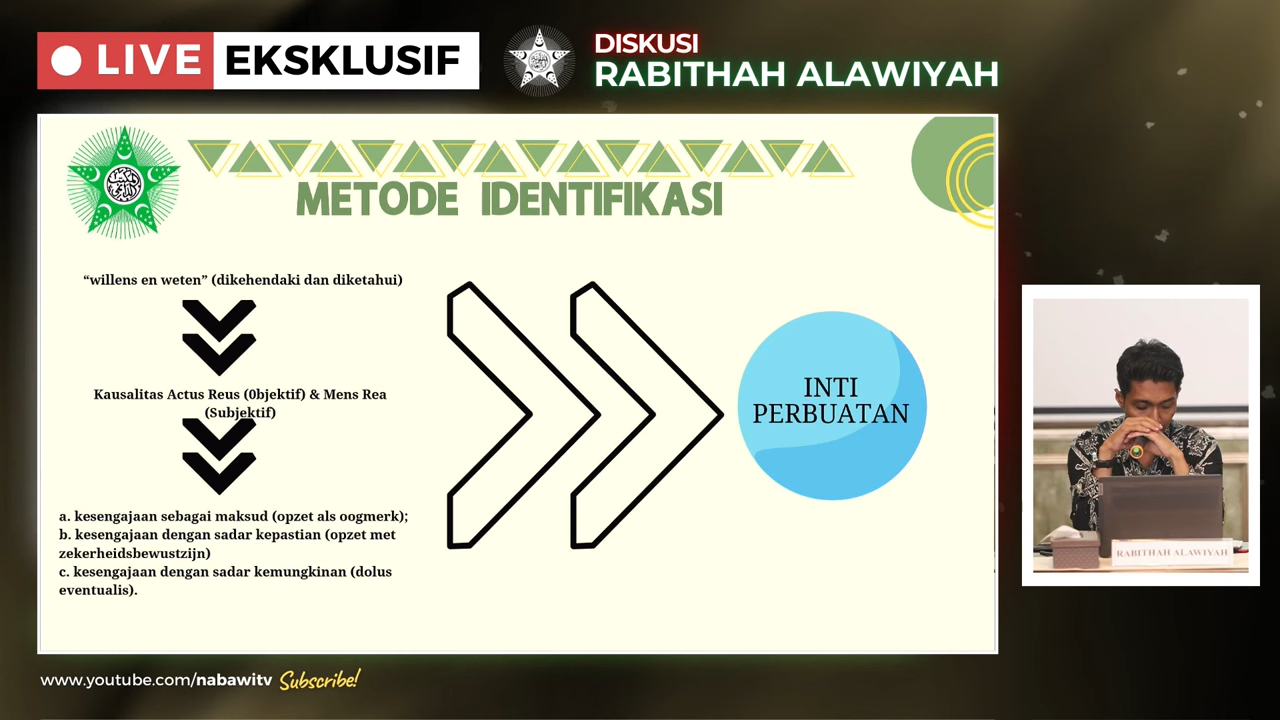 LIVE EKSKLUSIF
DISKUSI
RABITHAH ALAWIYAH
METODE IDENTIFIKASI
“willens en weten” (dikehendaki dan diketahui)
Kausalitas Actus Reus (0bjektif) & Mens Rea
(Subjektif)
a. kesengajaan sebagai maksud (opzet als oogmerk);
b. kesengajaan dengan sadar kepastian (opzet met
zekerheidsbewustzijn)
c. kesengajaan dengan sadar kemungkinan (dolus
eventualis).
INTI
PERBUATAN
RABITHAH ALAWIYAH
www.youtube.com/nabawitv Subscribe!